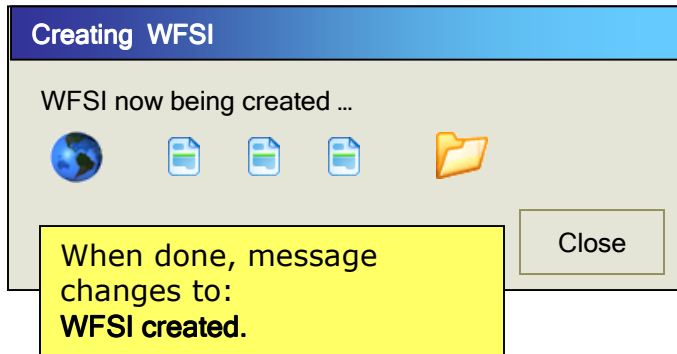 Creating WFSI
WFSI now being created ...
Close
When done, message
changes to:
WFSI created.